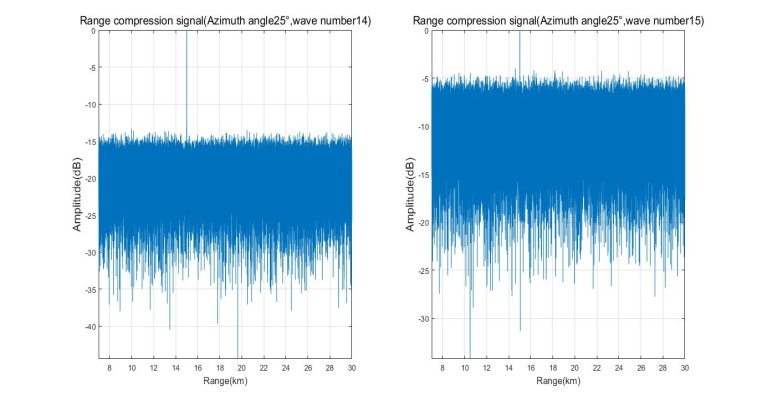 Range compression signal(Azimuth angle25°,wave number14)
0
-5
-10
-15
-20
-25
-30
-35
-40
Amplitude(dB)
8 10 12 14 16 18 20 22 24 26 28 30
Range(km)
Range compression signal(Azimuth angle25°,wave number15)
0
-5
-10
-15
-20
-25
-30
Amplitude(dB)
8 10 12 14 16 18 20 22 24 26 28 30
Range(km)